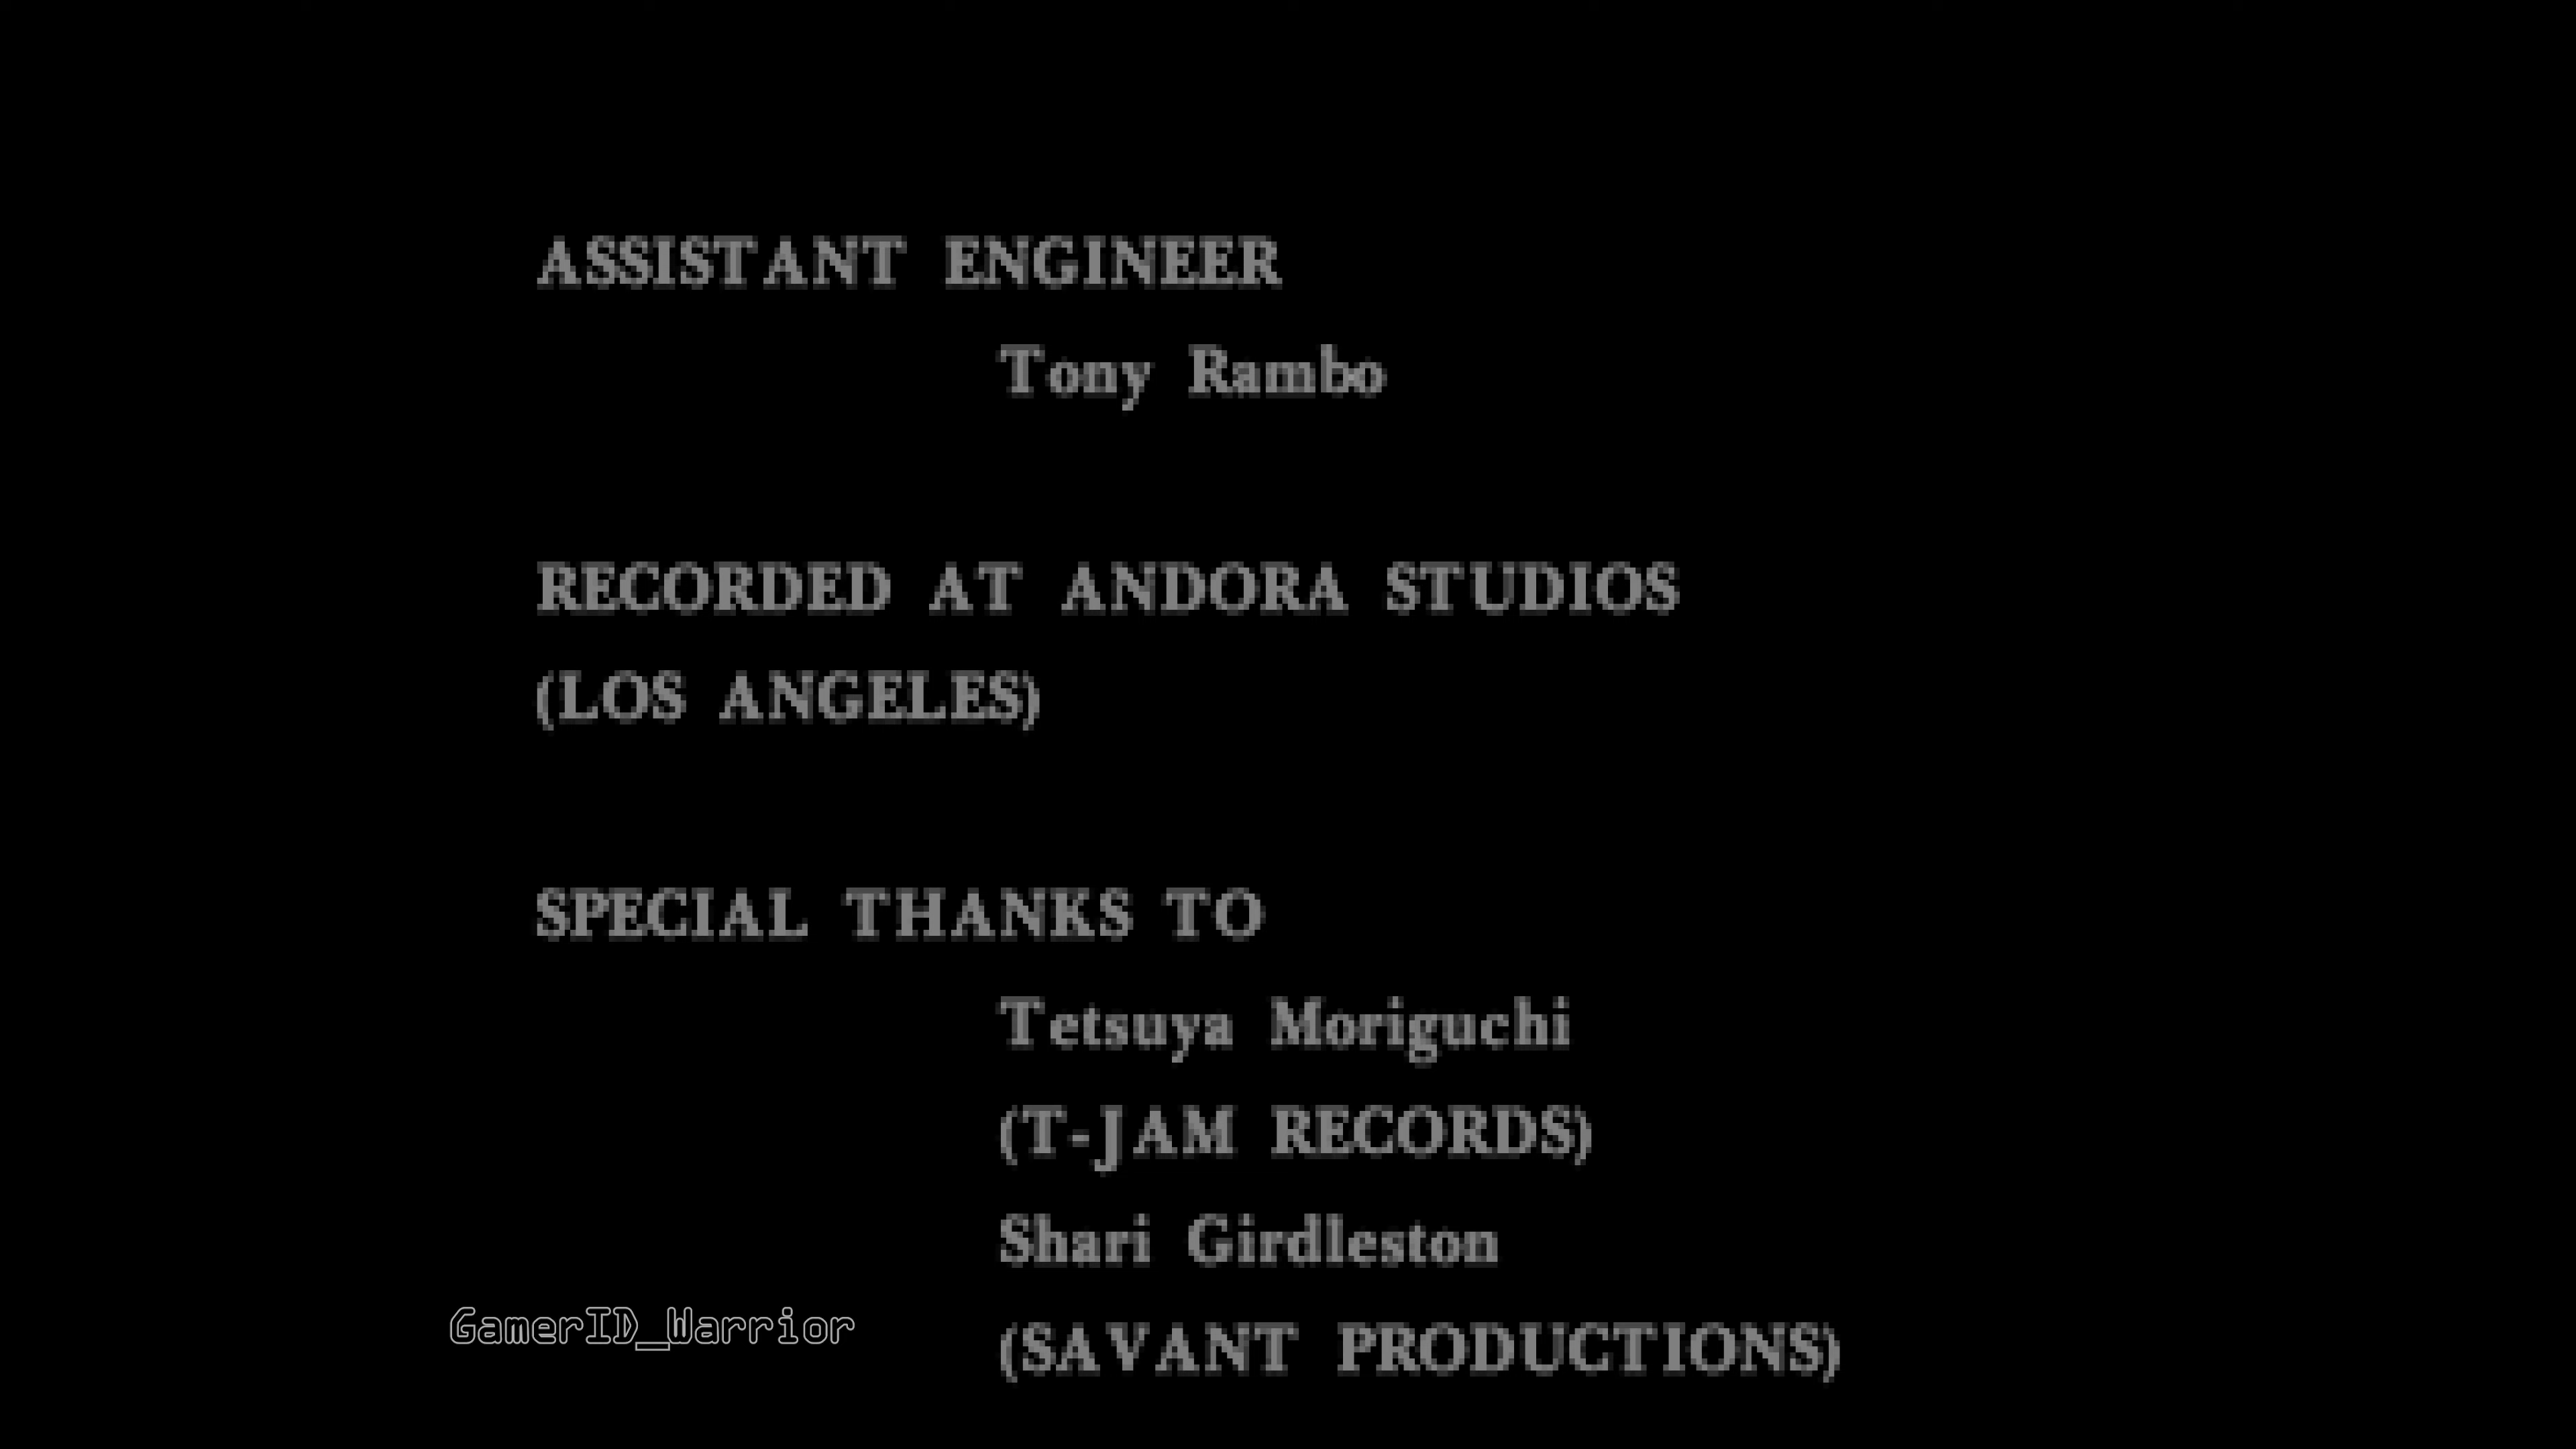 ASSISTANT ENGINEER
Tony Rambo
RECORDED AT ANDORA STUDIOS
(LOS ANGELES)
SPECIAL THANKS TO
Tetsuya Moriguchi
(T-JAM RECORDS)
Shari Girdleston
GamerID_Warrior
(SAVANT PRODUCTIONS)